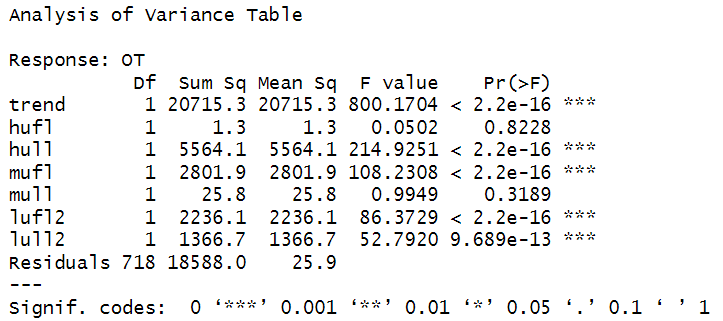 Analysis of Variance Table

Response: OT
           Df  Sum Sq Mean Sq  F value    Pr(>F)    
trend       1 20715.3 20715.3 800.1704 < 2.2e-16 ***
hufl        1     1.3     1.3   0.0502    0.8228    
hull        1  5564.1  5564.1 214.9251 < 2.2e-16 ***
mufl        1  2801.9  2801.9 108.2308 < 2.2e-16 ***
mull        1    25.8    25.8   0.9949    0.3189    
lufl2       1  2236.1  2236.1  86.3729 < 2.2e-16 ***
lull2       1  1366.7  1366.7  52.7920 9.689e-13 ***
Residuals 718 18588.0    25.9                       
---
Signif. codes:  0 ‘***’ 0.001 ‘**’ 0.01 ‘*’ 0.05 ‘.’ 0.1 ‘ ’ 1